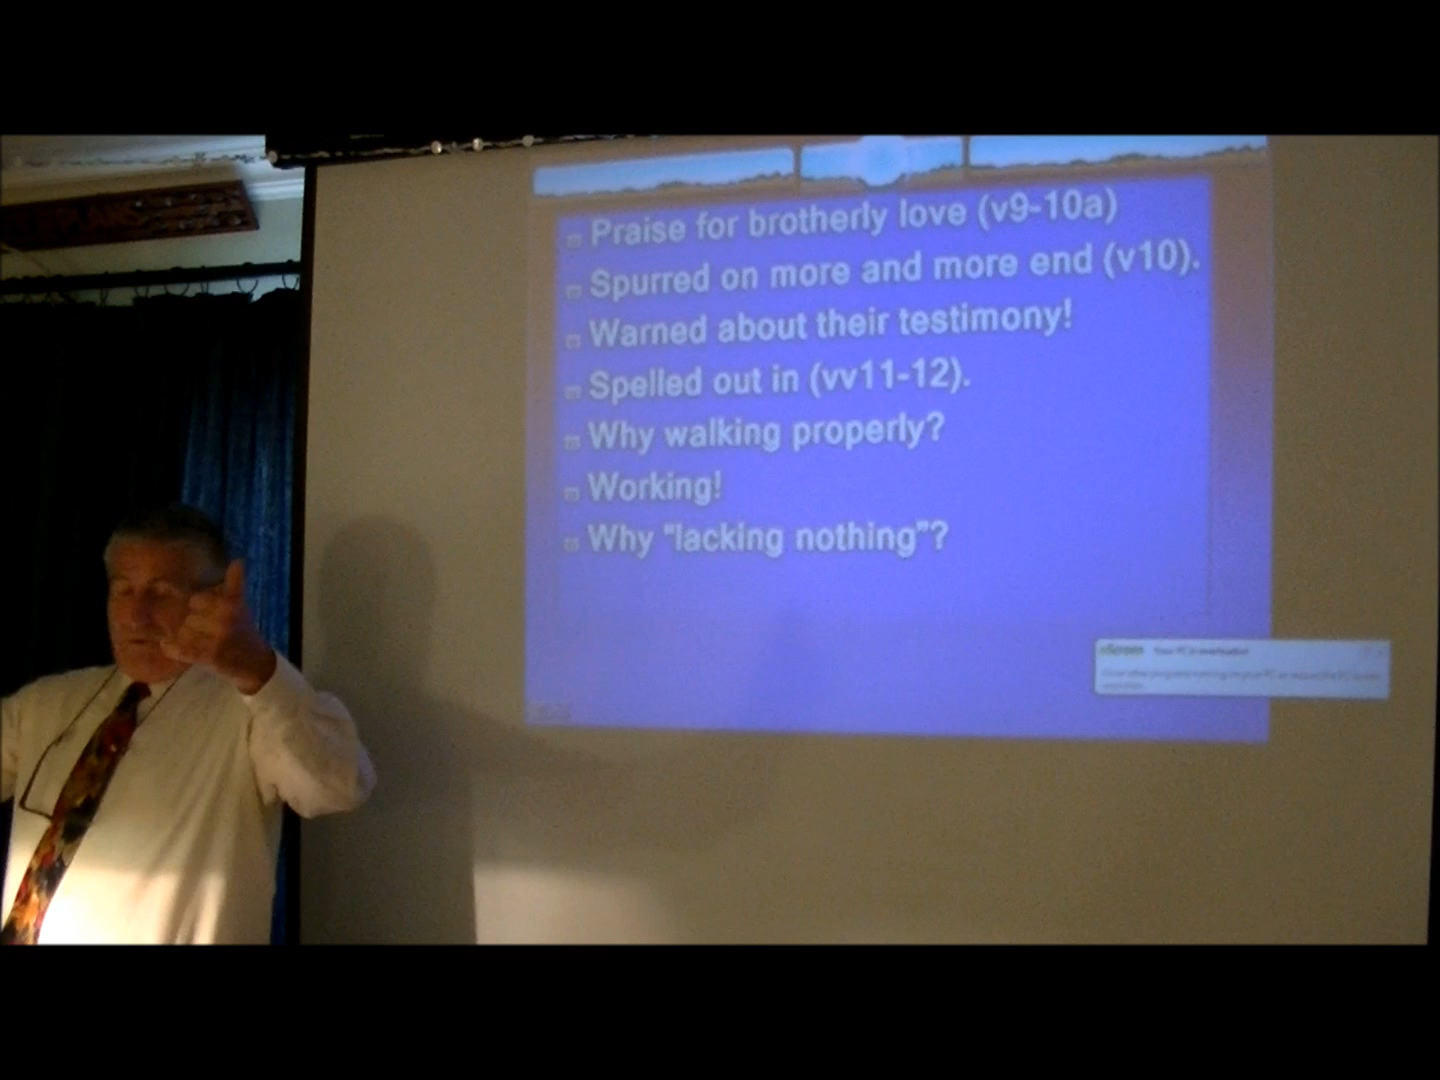 Praise for brotherly love (v9-10a)
Spurred on more and more end (v10).
Warned about their testimony!
Spelled out in (vv11-12).
Why walking properly?
Working!
Why "lacking nothing"?